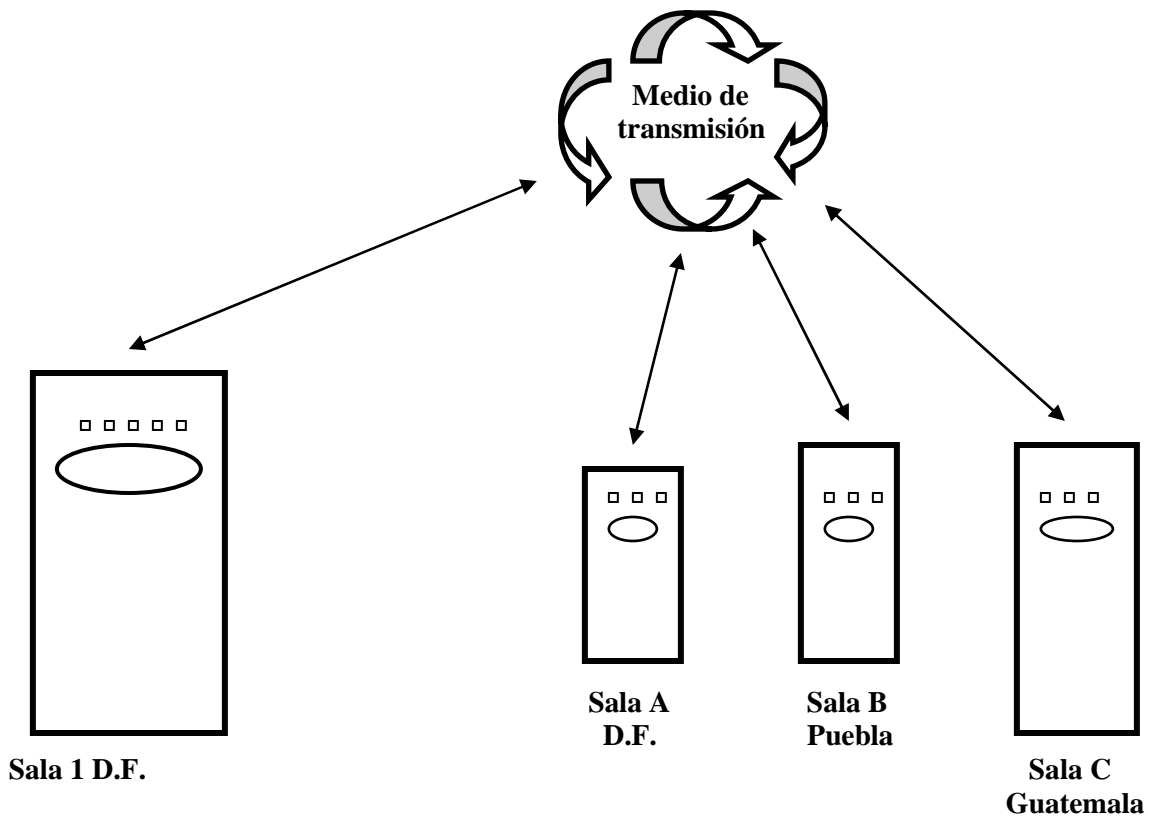 Medio de
transmisión
Sala A
D.F.
Sala B
Puebla
Sala 1 D.F.
Sala C
Guatemala